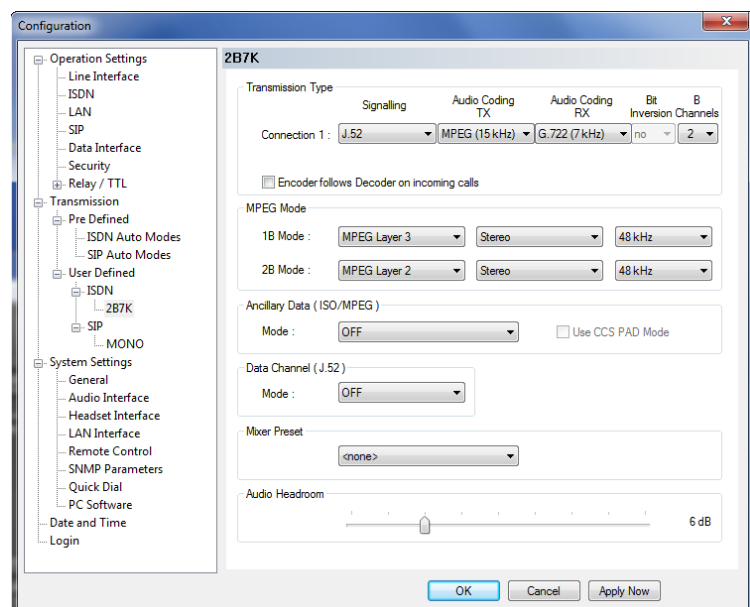 Configuration
Operation Settings
Line Interface
ISDN
LAN
SIP
Data Interface
Security
Relay / TTL
Transmission
Pre Defined
ISDN Auto Modes
SIP Auto Modes
User Defined
ISDN
2B7K
SIP
MONO
System Settings
General
Audio Interface
Headset Interface
LAN Interface
Remote Control
SNMP Parameters
Quick Dial
PC Software
Date and Time
Login
2B7K
Transmission Type
Signalling Audio Coding TX Audio Coding RX Bit Inversion B Channels
Connection 1 : J.52 MPEG (15 kHz) G.722 (7 kHz) no 2
Encoder follows Decoder on incoming calls
MPEG Mode
1B Mode : MPEG Layer 3 Stereo 48 kHz
2B Mode : MPEG Layer 2 Stereo 48 kHz
Ancillary Data ( ISO/MPEG )
Mode : OFF Use CCS PAD Mode
Data Channel ( J.52 )
Mode : OFF
Mixer Preset
<none>
Audio Headroom
6 dB
OK Cancel Apply Now